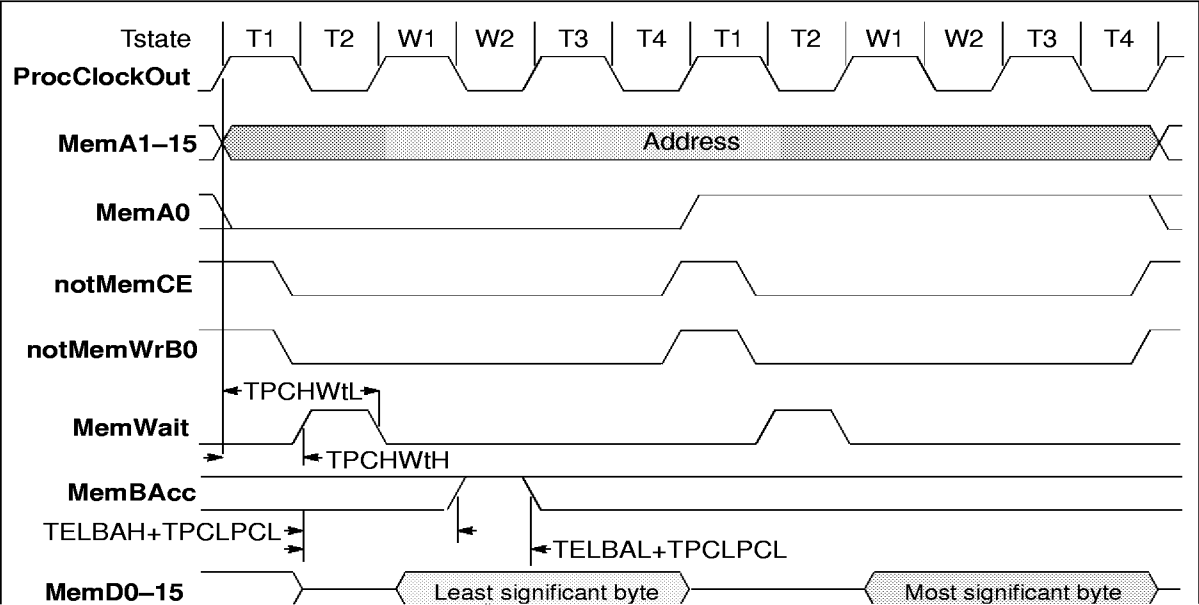 Tstate T1 T2 W1 W2 T3 T4 T1 T2 W1 W2 T3 T4
ProcClockOut
MemA1–15 Address
MemA0
notMemCE
notMemWrB0
TPCHWtL
MemWait
TPCHWtH
MemBAcc
TELBAH+TPCLPCL
TELBAL+TPCLPCL
MemD0–15 Least significant byte Most significant byte